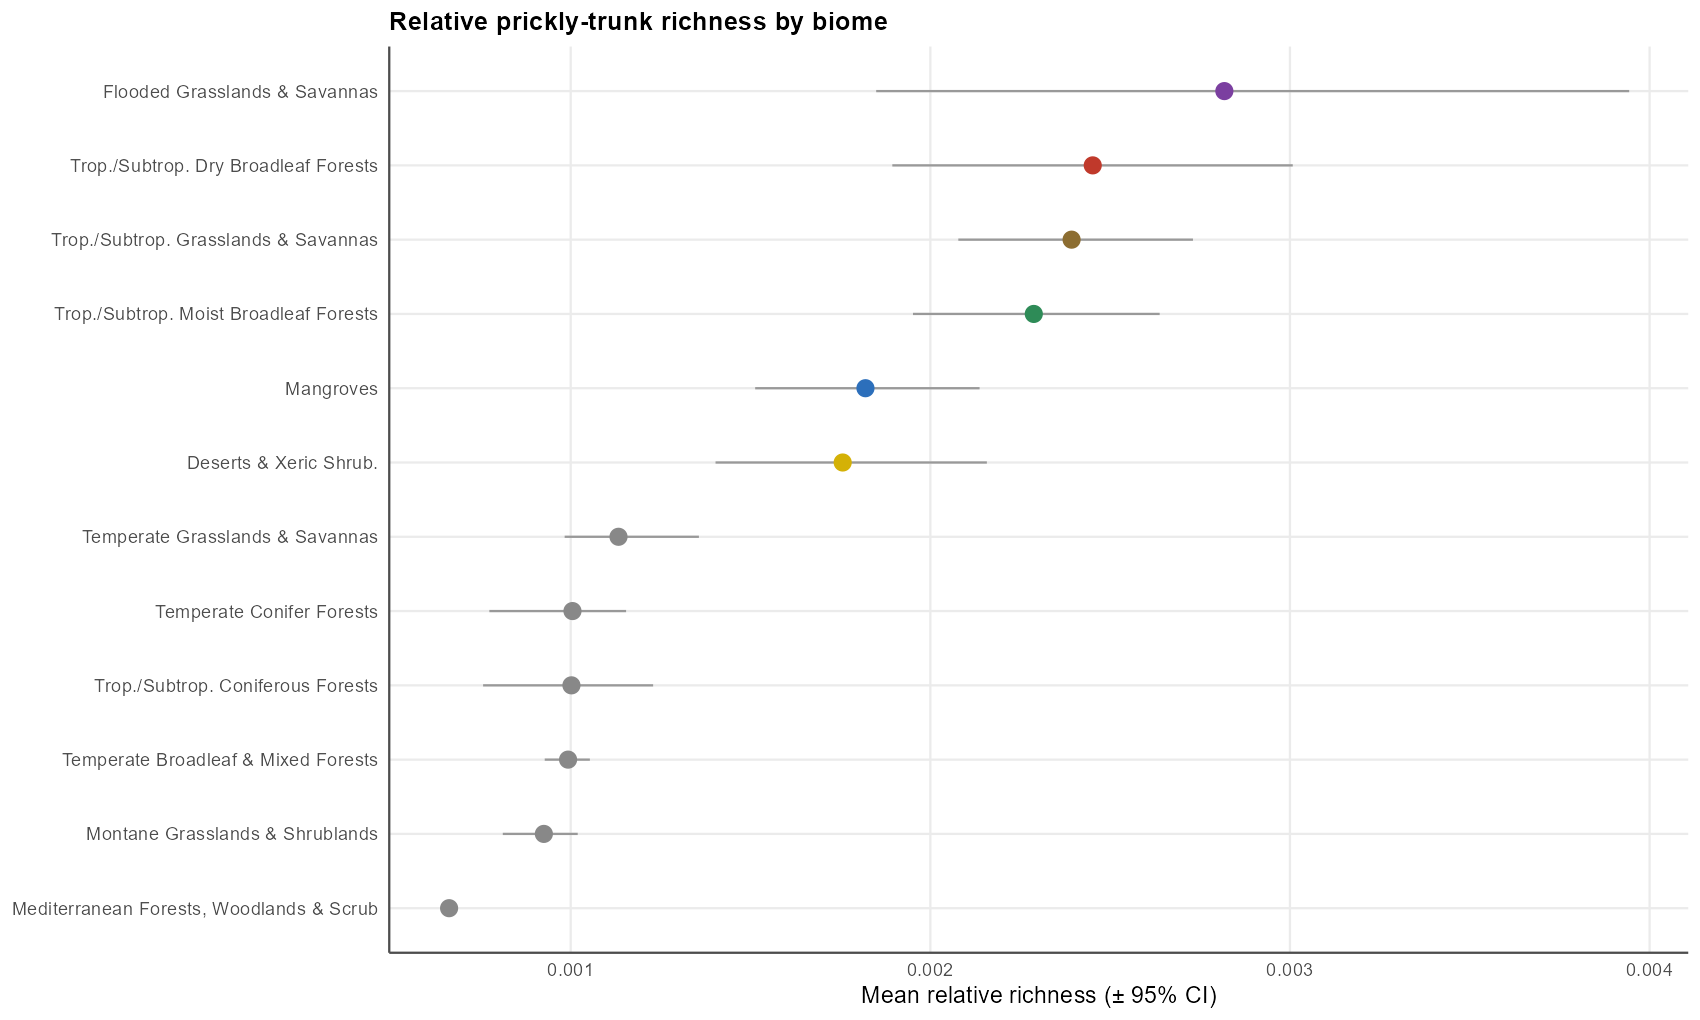 Relative prickly-trunk richness by biome
Flooded Grasslands & Savannas
Trop./Subtrop. Dry Broadleaf Forests
Trop./Subtrop. Grasslands & Savannas
Trop./Subtrop. Moist Broadleaf Forests
Mangroves
Deserts & Xeric Shrub.
Temperate Grasslands & Savannas
Temperate Conifer Forests
Trop./Subtrop. Coniferous Forests
Temperate Broadleaf & Mixed Forests
Montane Grasslands & Shrublands
Mediterranean Forests, Woodlands & Scrub
0.001 0.002 0.003 0.004
Mean relative richness (± 95% CI)